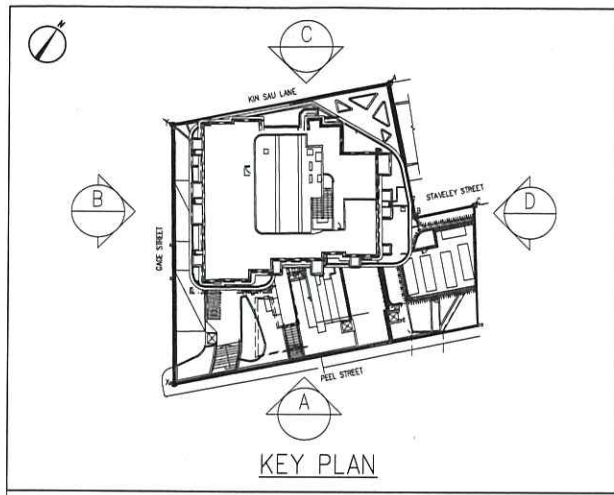 N
C
KIN SAU LANE
B
GAGE STREET
STAVELEY STREET
D
PEEL STREET
A
KEY PLAN